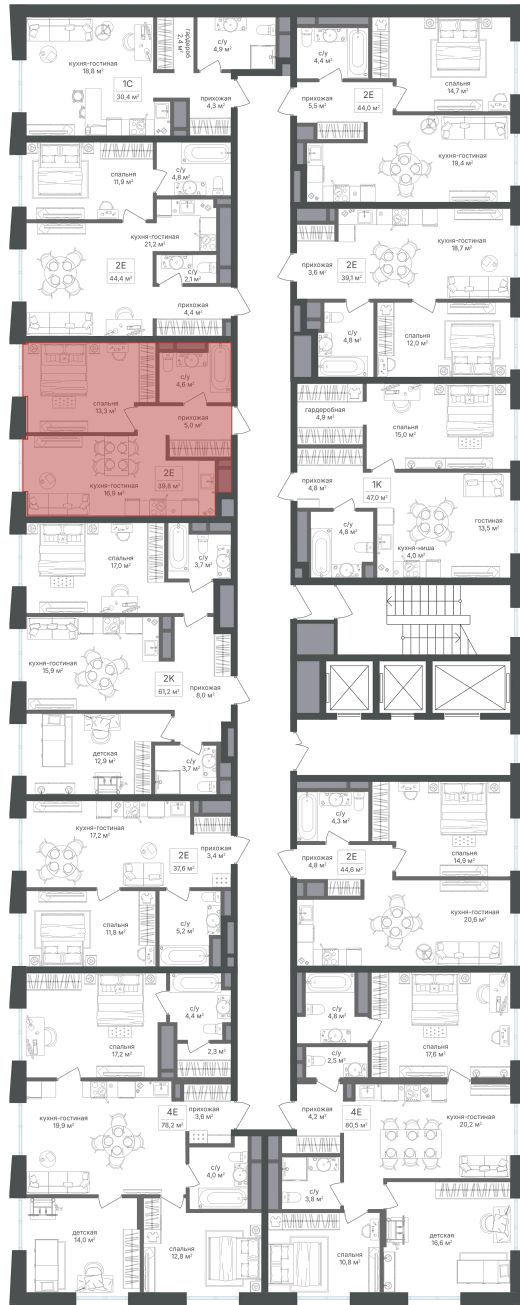 кухня-гостиная
18,8 м²
гардероб
2,4 м²
с/у
4,9 м²
1С
30,4
прихожая
4,3 м²
с/у
4,4 м²
спальня
14,7 м²
прихожая
5,5 м²
2Е
44,0 м²
кухня-гостиная
19,4 м²
спальня
11,9 м²
с/у
4,8 м²
кухня-гостиная
21,2 м²
2Е
44,4 м²
с/у
2,1 м²
прихожая
4,4 м²
кухня-гостиная
18,7 м²
прихожая
3,6 м²
2Е
39,1 м²
с/у
4,8 м²
спальня
12,0 м²
спальня
13,3 м²
с/у
4,6 м²
прихожая
5,0 м²
2Е
39,8 м²
кухня-гостиная
16,9 м²
гардеробная
4,9 м²
спальня
15,0 м²
прихожая
4,8 м²
1К
47,0 м²
гостиная
13,5 м²
с/у
4,8 м²
кухня-ниша
4,0 м²
спальня
17,0 м²
с/у
3,7 м²
кухня-гостиная
15,9 м²
2К
61,2 м²
прихожая
8,0 м²
детская
12,9 м²
с/у
3,7 м²
кухня-гостиная
17,2 м²
2Е
37,6 м²
прихожая
3,4 м²
спальня
11,8 м²
с/у
5,2 м²
с/у
4,3 м²
спальня
14,9 м²
прихожая
4,8 м²
2Е
44,6 м²
кухня-гостиная
20,6 м²
спальня
17,2 м²
с/у
4,4 м²
2,3 м²
с/у
4,8 м²
спальня
17,6 м²
с/у
2,5 м²
кухня-гостиная
19,9 м²
4Е
78,2 м²
прихожая
3,6 м²
с/у
4,0 м²
прихожая
4,2 м²
4Е
80,5 м²
кухня-гостиная
20,2 м²
с/у
3,8 м²
детская
14,0 м²
спальня
12,8 м²
спальня
10,8 м²
детская
16,6 м²